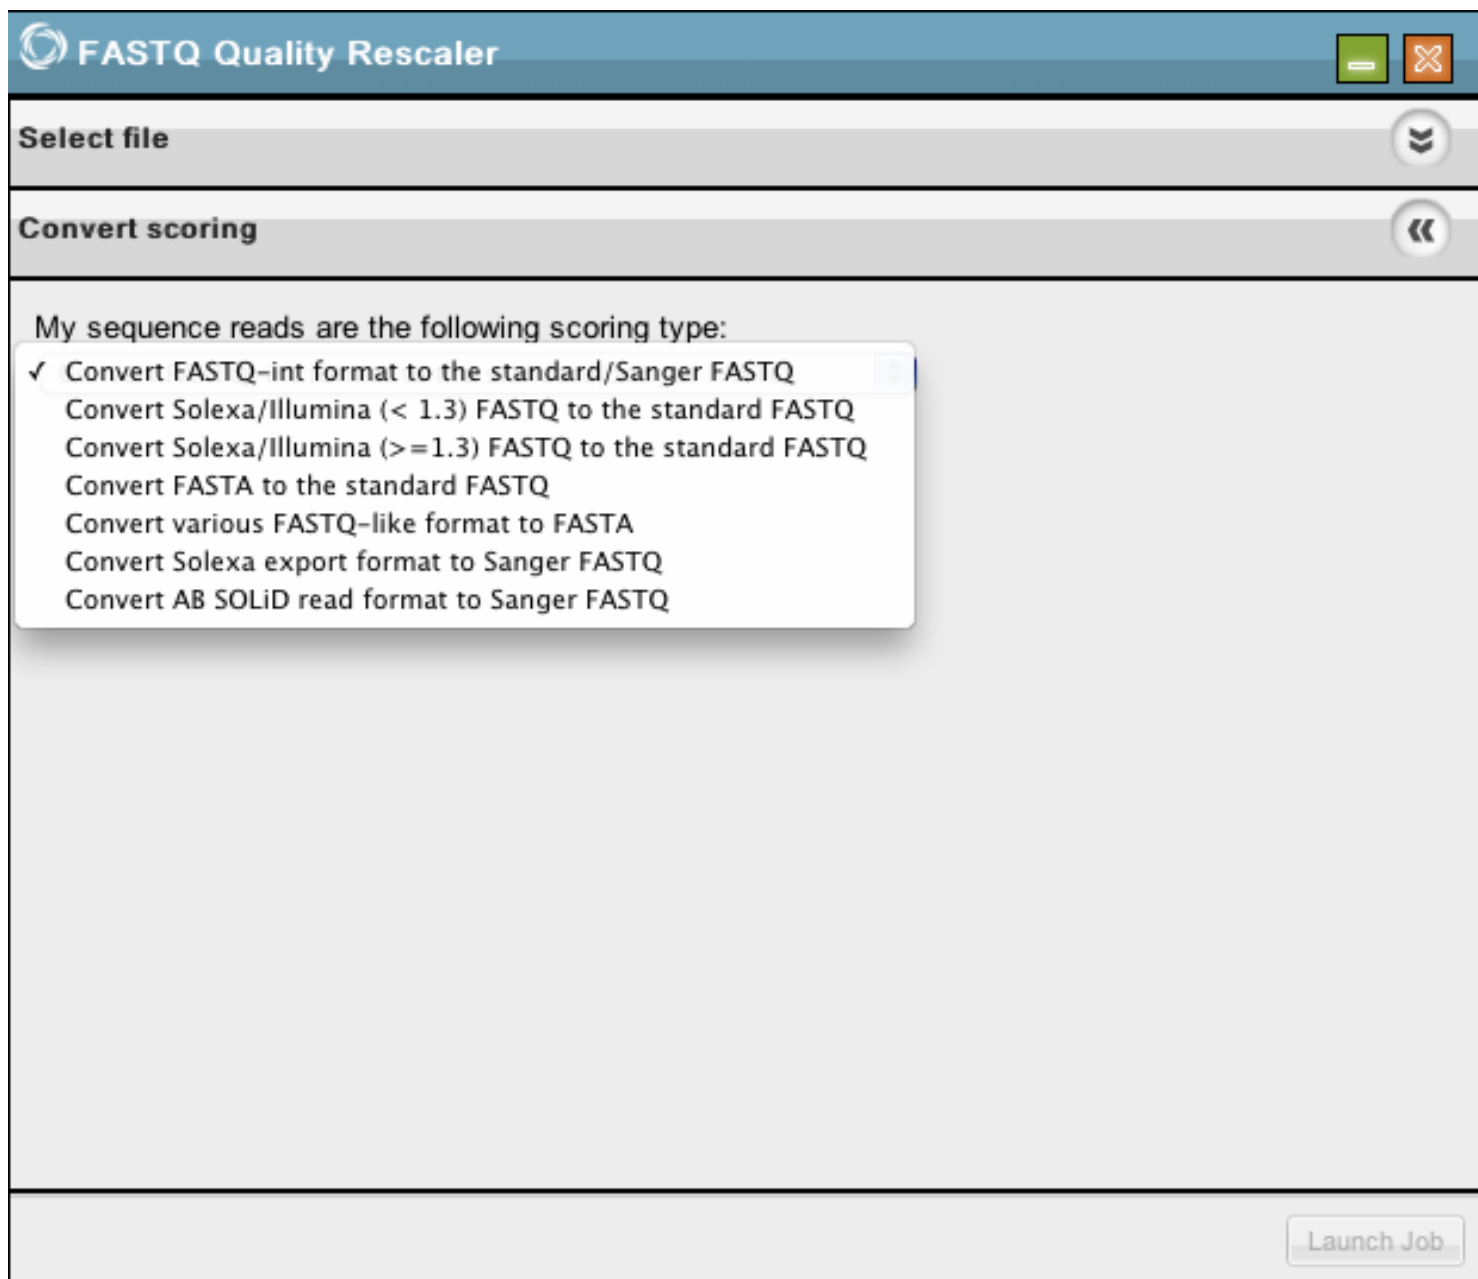 FASTQ Quality Rescaler
Select file
Convert scoring
My sequence reads are the following scoring type:
✓ Convert FASTQ-int format to the standard/Sanger FASTQ
Convert Solexa/Illumina (< 1.3) FASTQ to the standard FASTQ
Convert Solexa/Illumina (>=1.3) FASTQ to the standard FASTQ
Convert FASTA to the standard FASTQ
Convert various FASTQ-like format to FASTA
Convert Solexa export format to Sanger FASTQ
Convert AB SOLiD read format to Sanger FASTQ
Launch Job